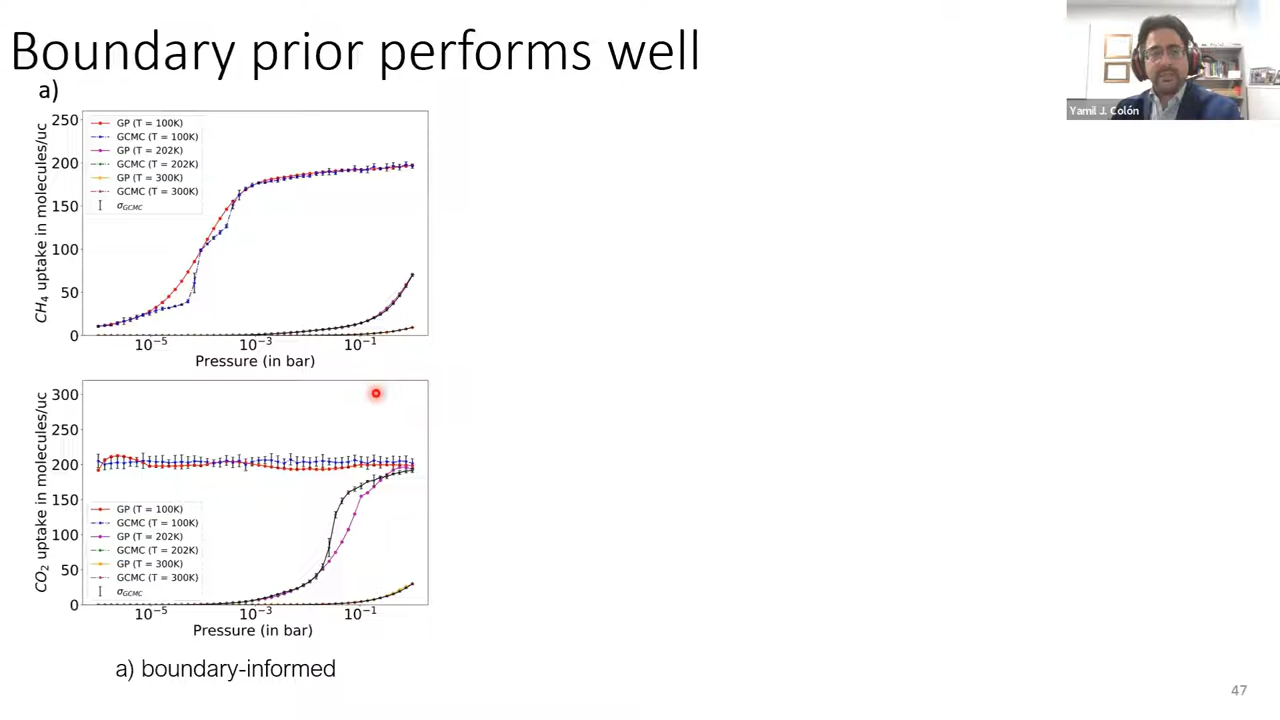 Boundary prior performs well
Yamil J. Colón
a)
CH4 uptake in molecules/uc
250
200
150
100
50
0
GP (T = 100K)
GCMC (T = 100K)
GP (T = 202K)
GCMC (T = 202K)
GP (T = 300K)
GCMC (T = 300K)
σGCMC
10−5
10−3
10−1
Pressure (in bar)
CO2 uptake in molecules/uc
300
250
200
150
100
50
0
GP (T = 100K)
GCMC (T = 100K)
GP (T = 202K)
GCMC (T = 202K)
GP (T = 300K)
GCMC (T = 300K)
σGCMC
10−5
10−3
10−1
Pressure (in bar)
a) boundary-informed
47